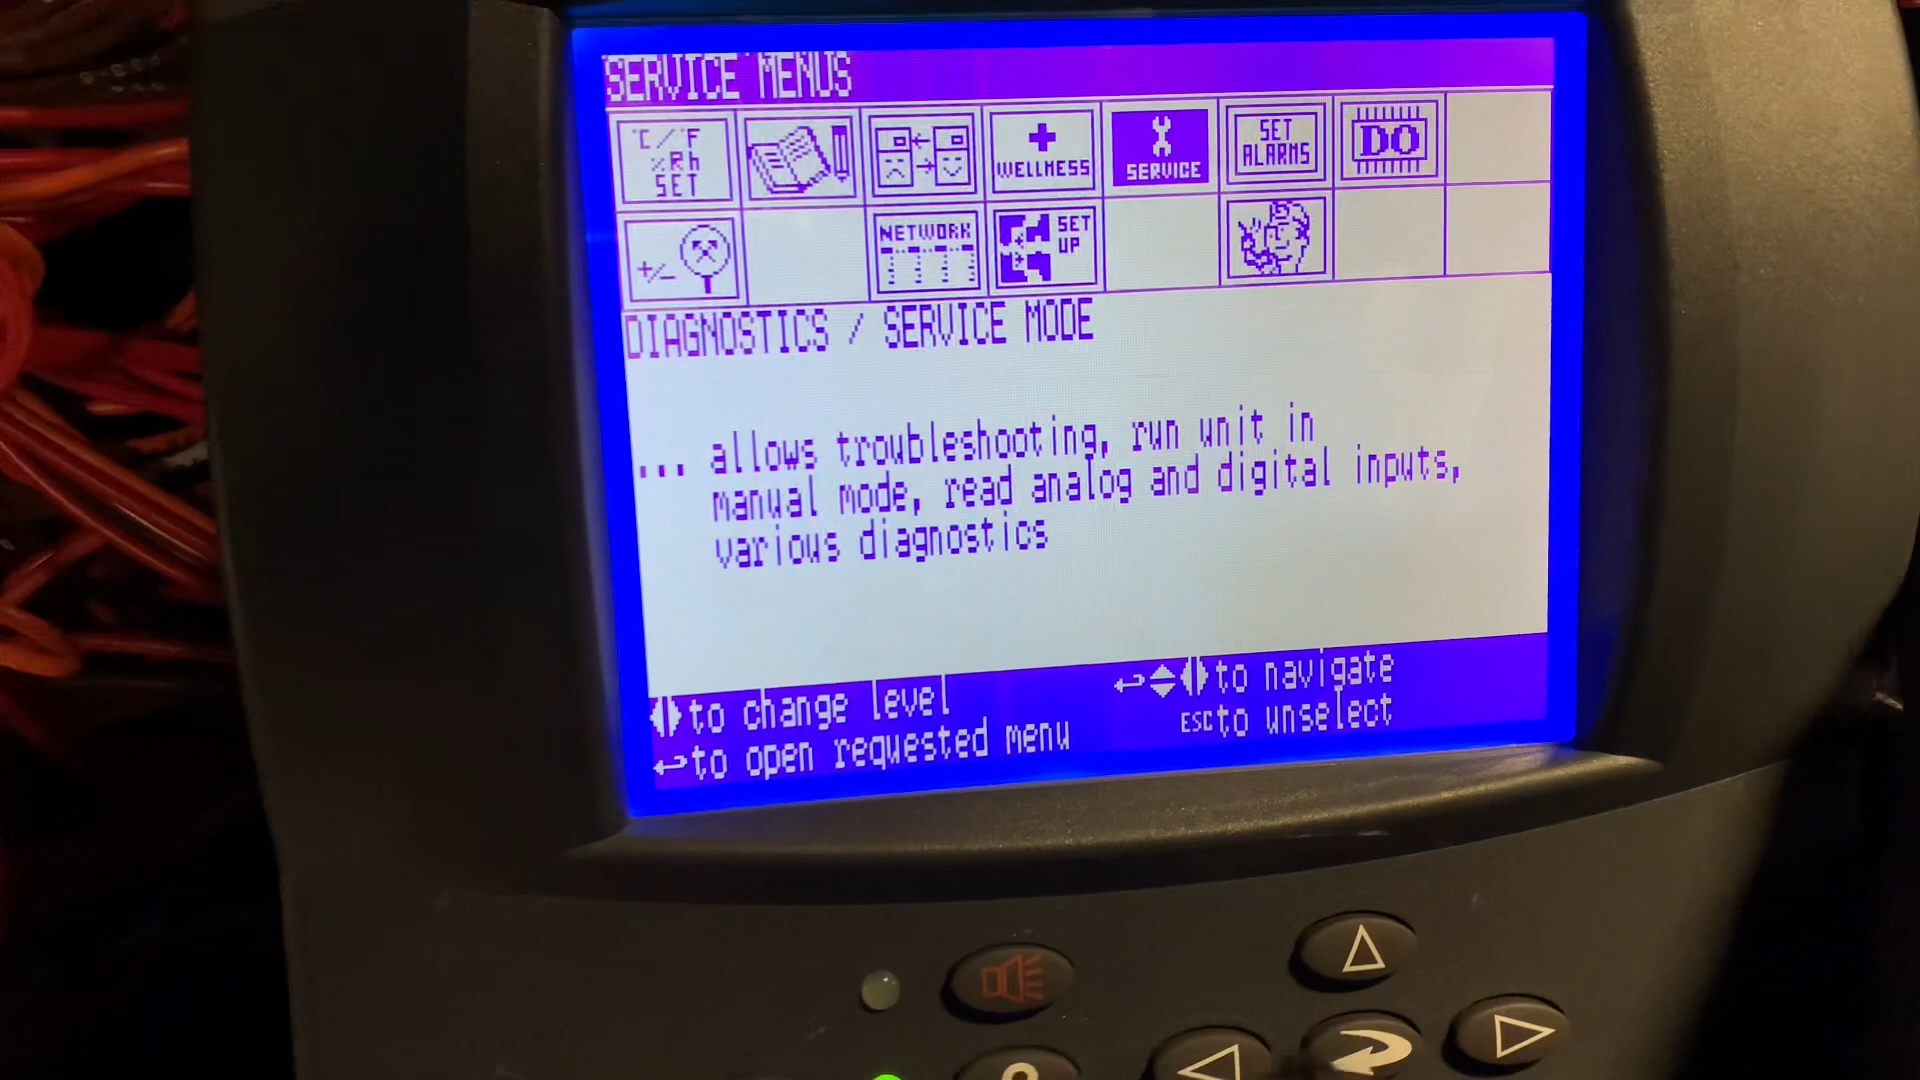 SERVICE MENUS
°C/°F
%Rh
SET
WELLNESS
SERVICE
SET
ALARMS
DO
+/-
NETWORK
SET
UP
DIAGNOSTICS / SERVICE MODE
... allows troubleshooting, run unit in
manual mode, read analog and digital inputs,
various diagnostics
to change level
to navigate
to open requested menu
ESC to unselect